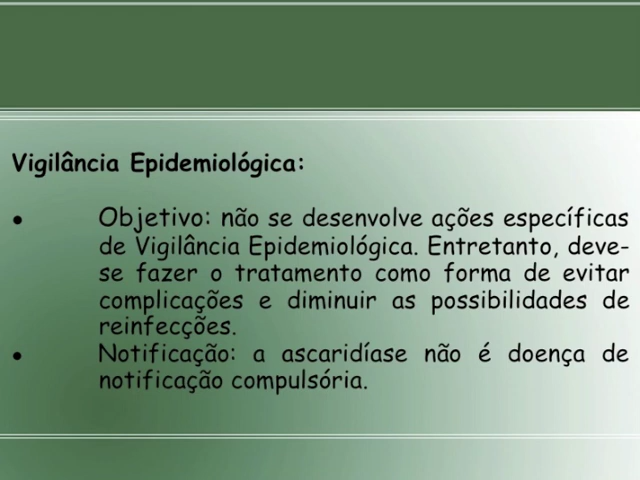 Vigilância Epidemiológica:
● Objetivo: não se desenvolve ações específicas
de Vigilância Epidemiológica. Entretanto, deve-
se fazer o tratamento como forma de evitar
complicações e diminuir as possibilidades de
reinfecções.
● Notificação: a ascaridíase não é doença de
notificação compulsória.